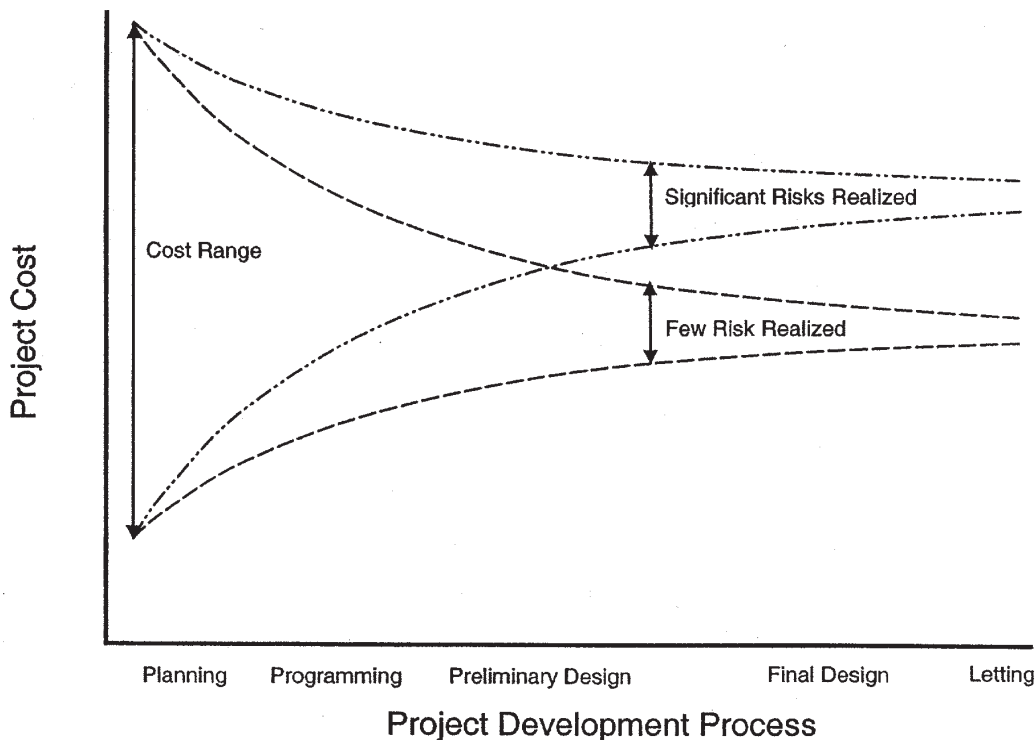 Project Cost
Cost Range
Significant Risks Realized
Few Risk Realized
Planning Programming Preliminary Design Final Design Letting
Project Development Process